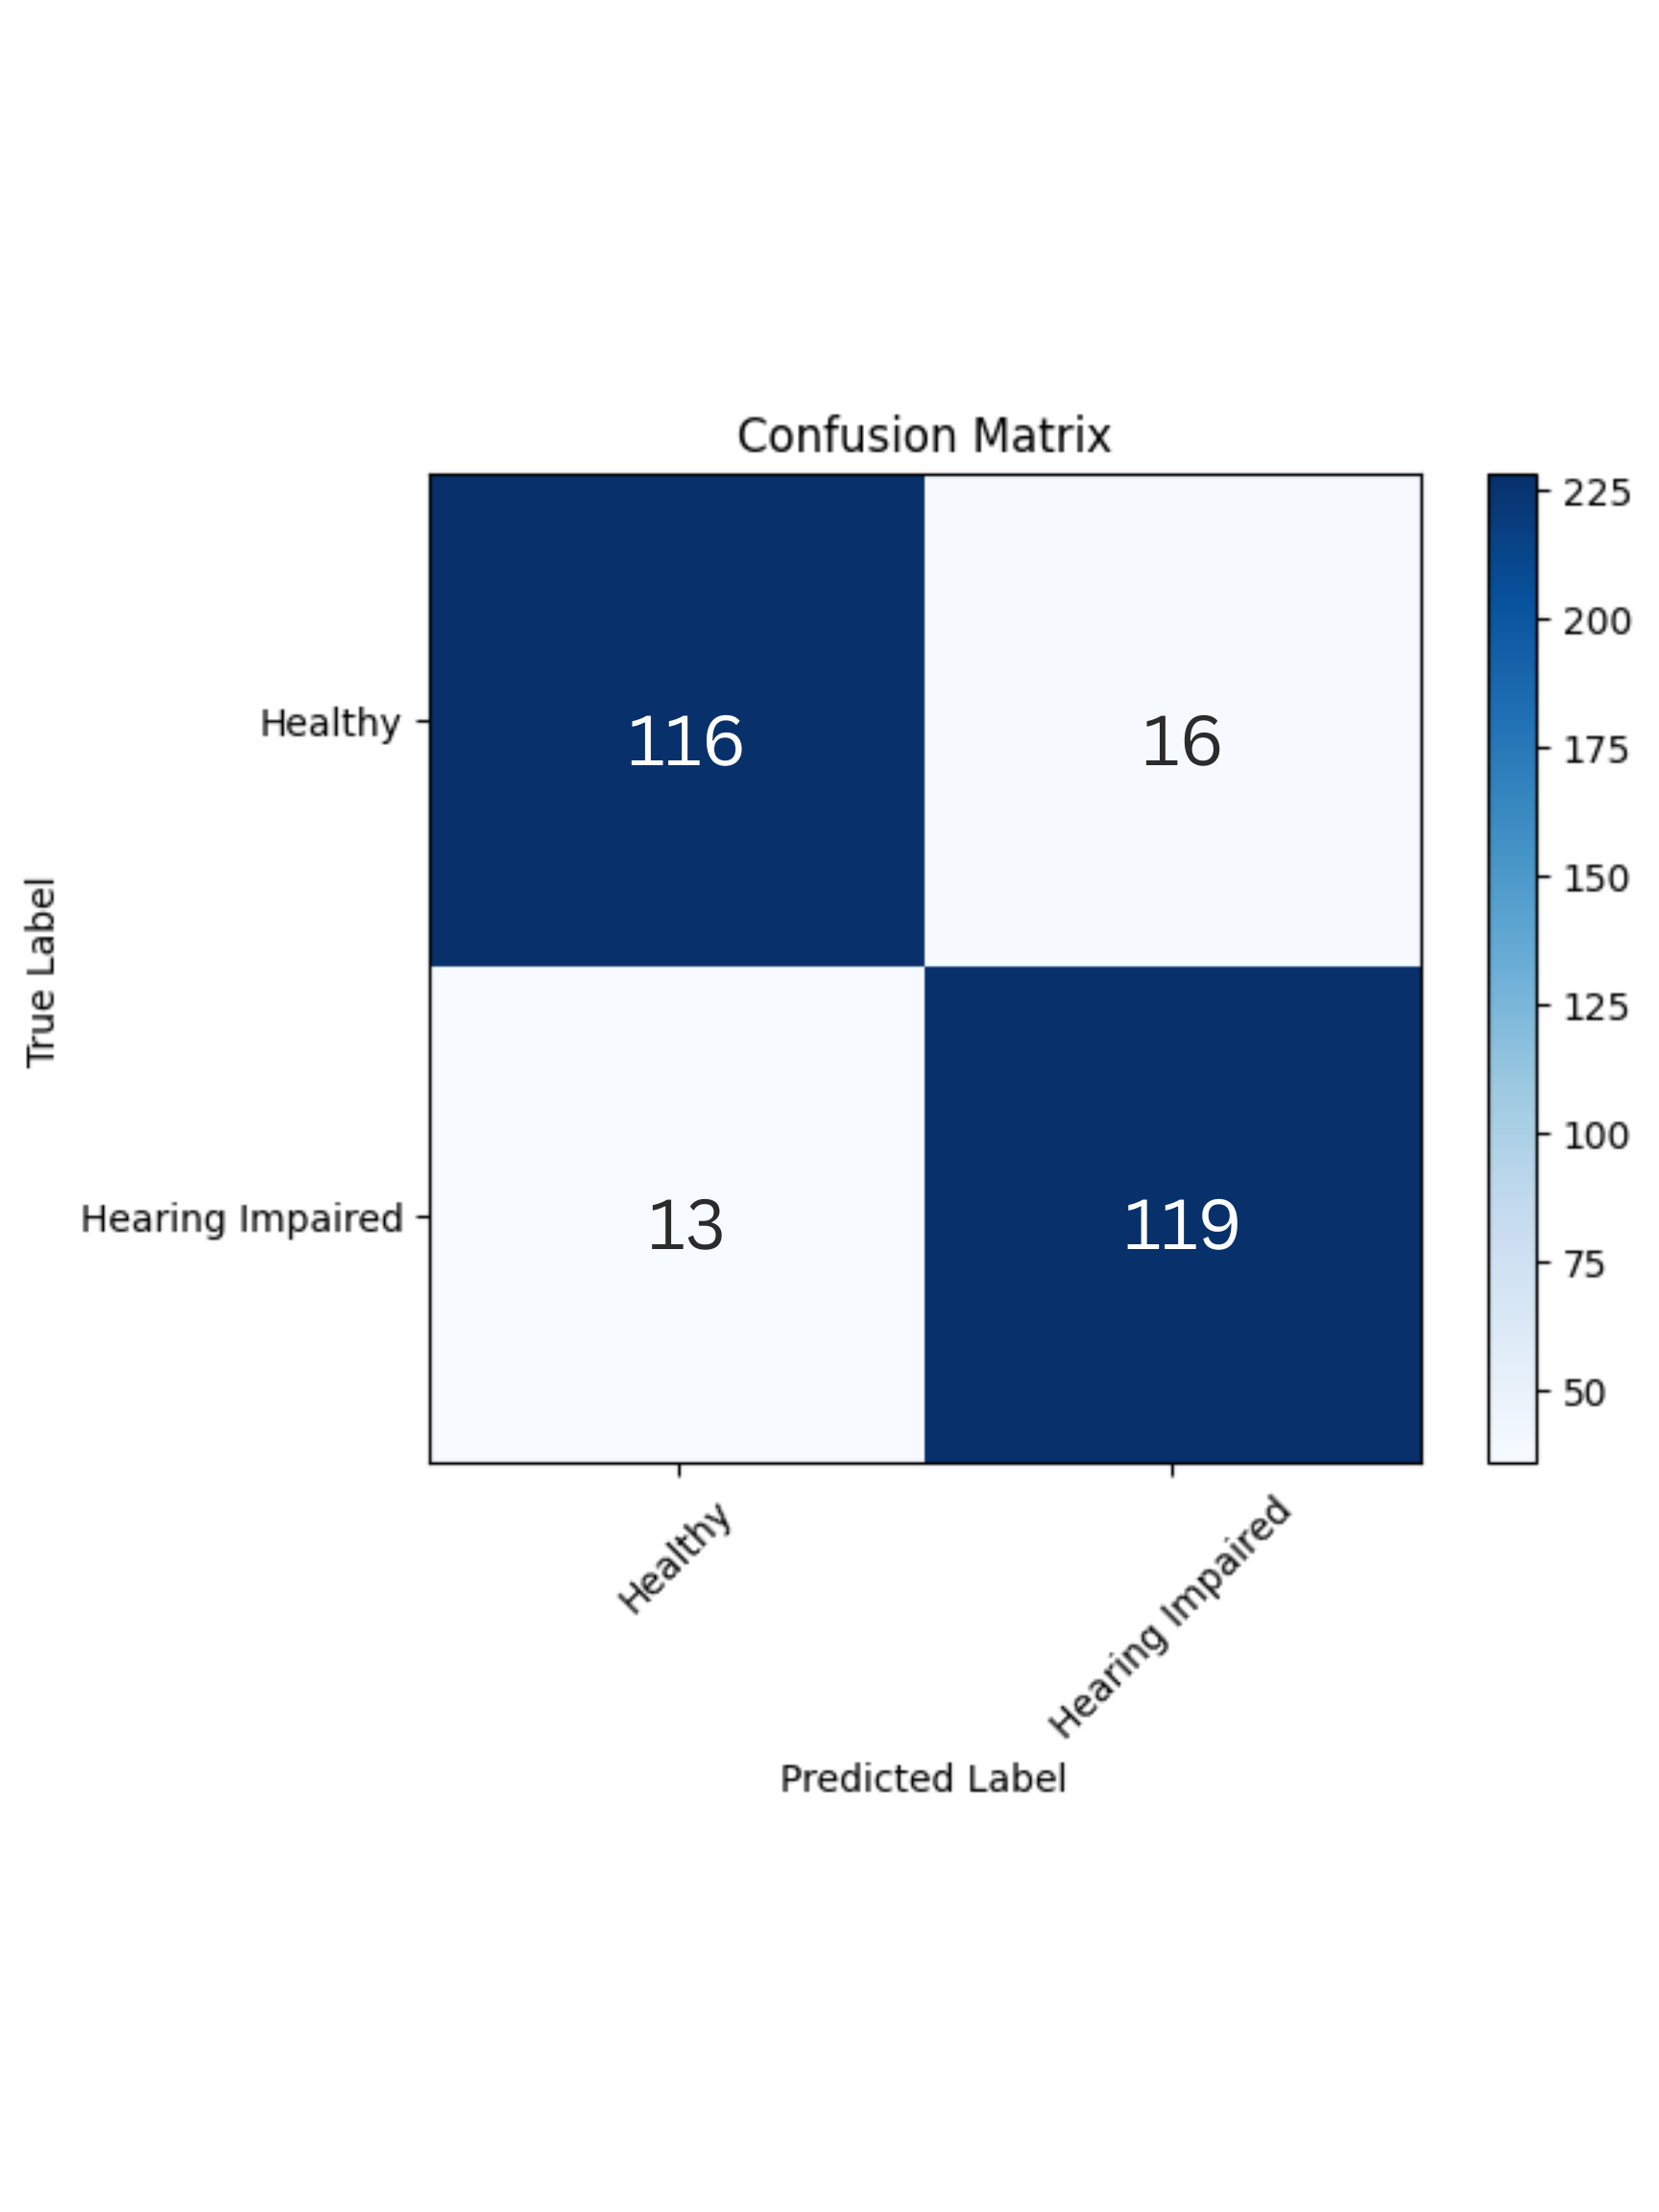 Confusion Matrix
Healthy
116
16
True Label
Hearing Impaired
13
119
Healthy
Hearing Impaired
Predicted Label
225
200
175
150
125
100
75
50